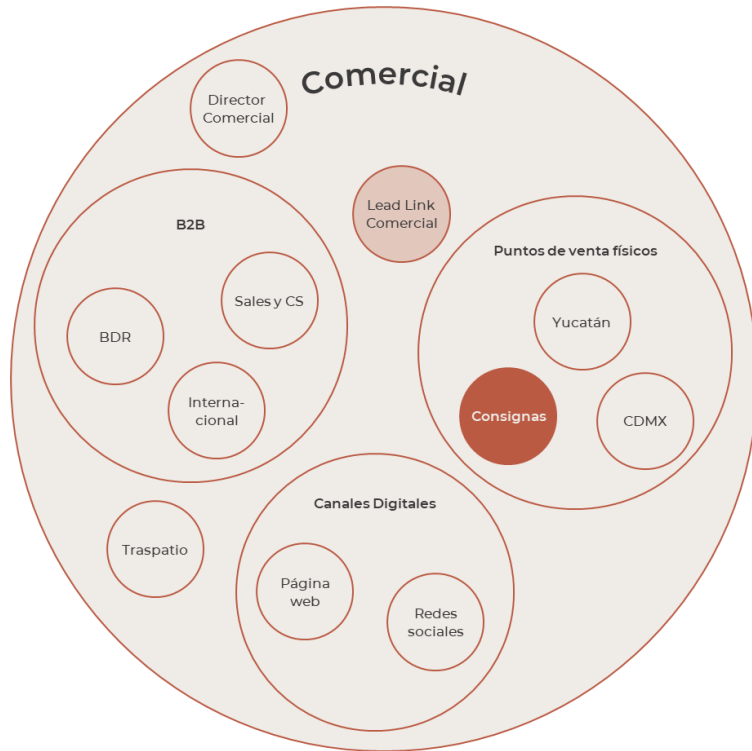 Comercial
Director
Comercial
Lead Link
Comercial
B2B
Sales y CS
BDR
Interna-
cional
Puntos de venta físicos
Yucatán
Consignas
CDMX
Canales Digitales
Página
web
Redes
sociales
Traspatio